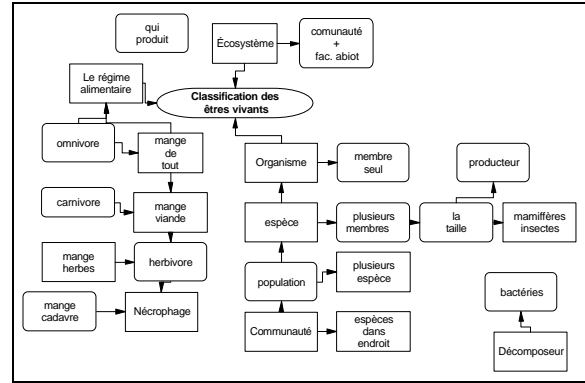 qui
produit
Écosystème
comunauté
+
fac. abiot
Le régime
alimentaire
Classification des
êtres vivants
omnivore
mange
de
tout
Organisme
membre
seul
producteur
carnivore
mange
viande
espèce
plusieurs
membres
la
taille
mamiffères
insectes
mange
herbes
herbivore
population
plusieurs
espèce
bactéries
mange
cadavre
Nécrophage
Communauté
espèces
dans
endroit
Décomposeur